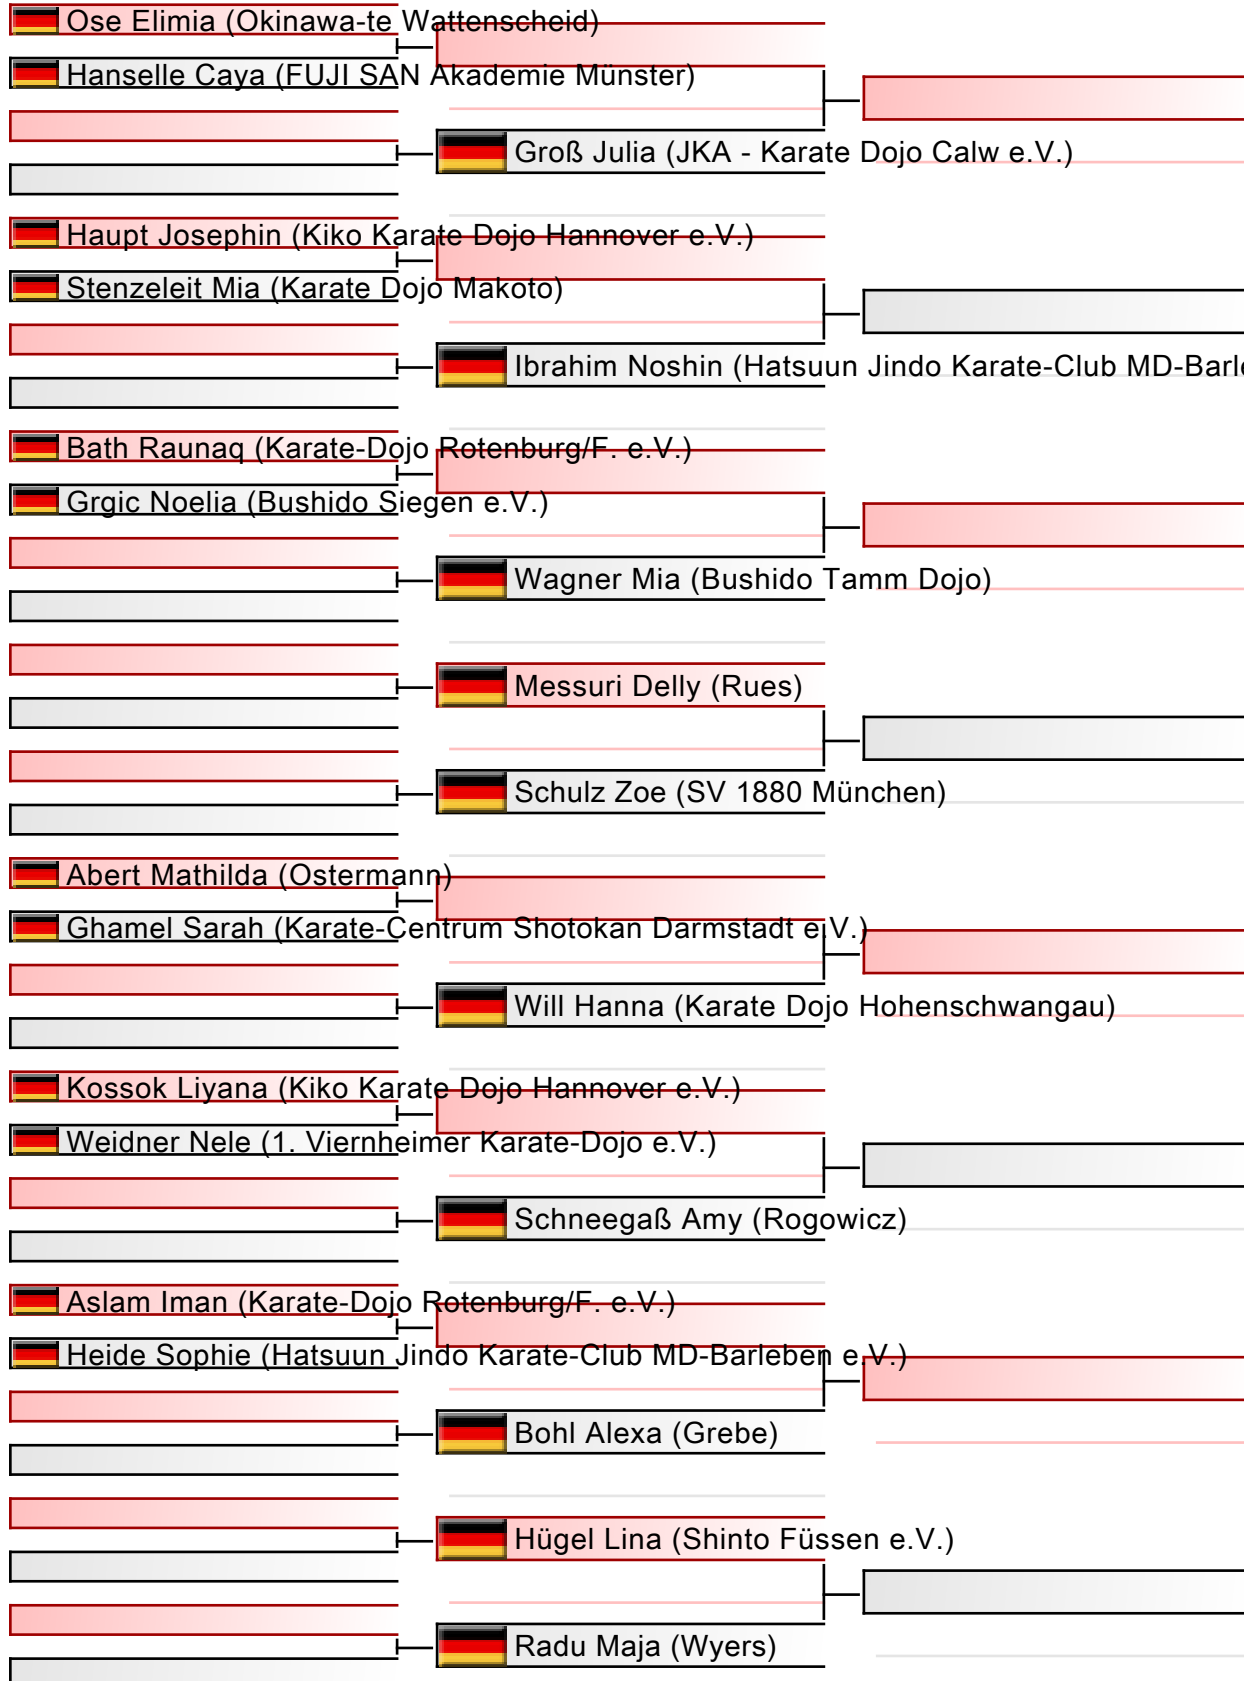 Ose Elimia (Okinawa-te Wattenscheid)
Hanselle Caya (FUJI SAN Akademie Münster)
Groß Julia (JKA - Karate Dojo Calw e.V.)
Haupt Josephin (Kiko Karate Dojo Hannover e.V.)
Stenzeleit Mia (Karate Dojo Makoto)
Ibrahim Noshin (Hatsuun Jindo Karate-Club MD-Barle
Bath Raunaq (Karate-Dojo Rotenburg/F. e.V.)
Grgic Noelia (Bushido Siegen e.V.)
Wagner Mia (Bushido Tamm Dojo)
Messuri Delly (Rues)
Schulz Zoe (SV 1880 München)
Abert Mathilda (Ostermann)
Ghamel Sarah (Karate-Centrum Shotokan Darmstadt e.V.)
Will Hanna (Karate Dojo Hohenschwangau)
Kossok Liyana (Kiko Karate Dojo Hannover e.V.)
Weidner Nele (1. Viernheimer Karate-Dojo e.V.)
Schneegaß Amy (Rogowicz)
Aslam Iman (Karate-Dojo Rotenburg/F. e.V.)
Heide Sophie (Hatsuun Jindo Karate-Club MD-Barleben e.V.)
Bohl Alexa (Grebe)
Hügel Lina (Shinto Füssen e.V.)
Radu Maja (Wyers)